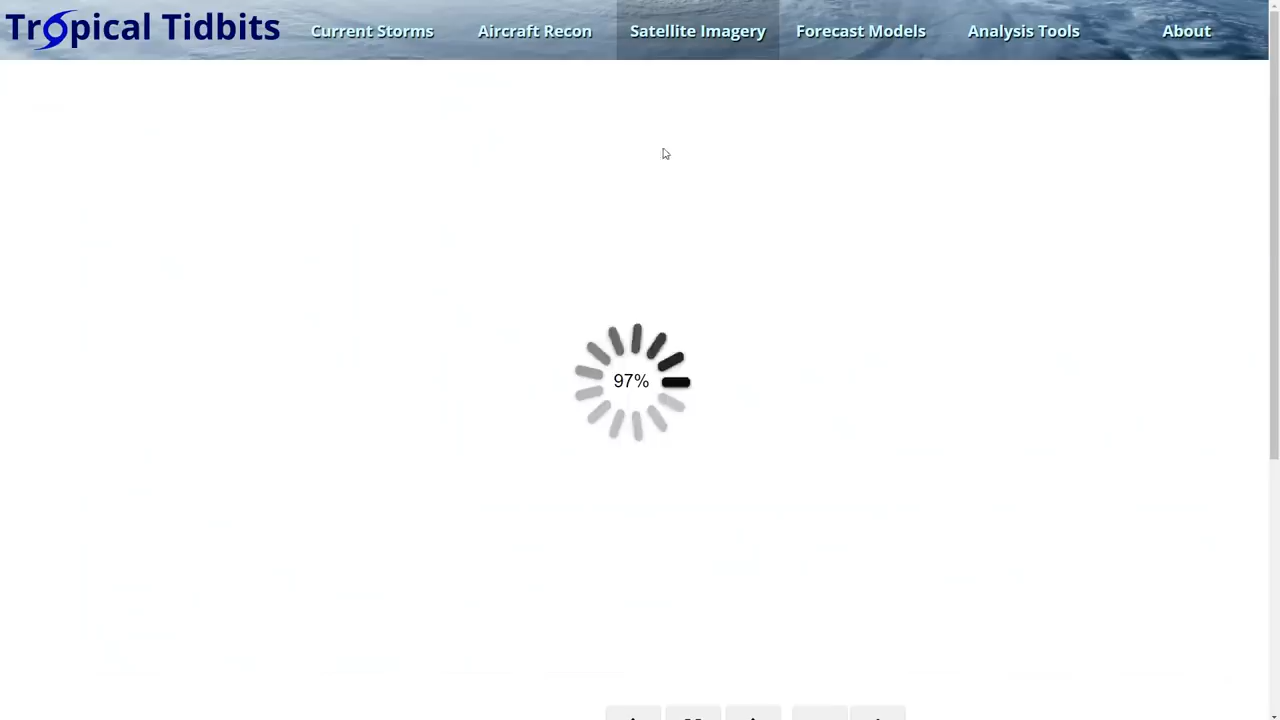 Tropical Tidbits
Current Storms
Aircraft Recon
Satellite Imagery
Forecast Models
Analysis Tools
About
97%